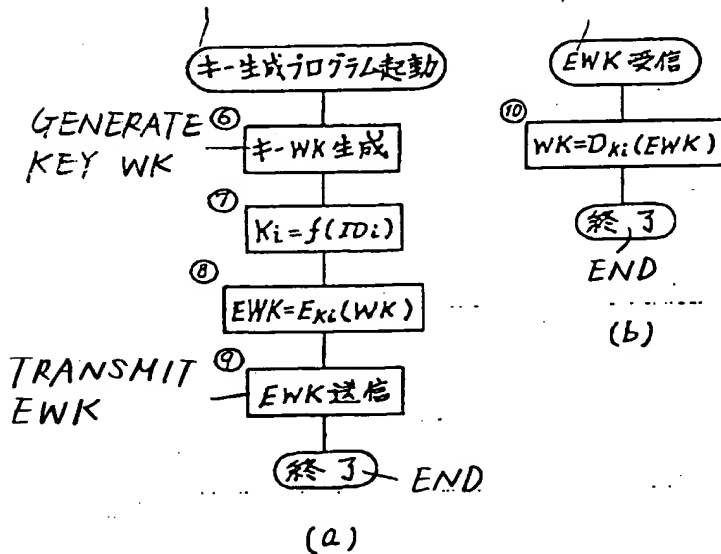 キー生成プログラム起動
GENERATE
KEY WK
⑥
キーWK生成
⑦
Ki=f(IDi)
⑧
EWK=EKi(WK)
TRANSMIT
EWK
⑨
EWK送信
終了
END
(a)
EWK受信
⑩
WK=DKi(EWK)
終了
END
(b)